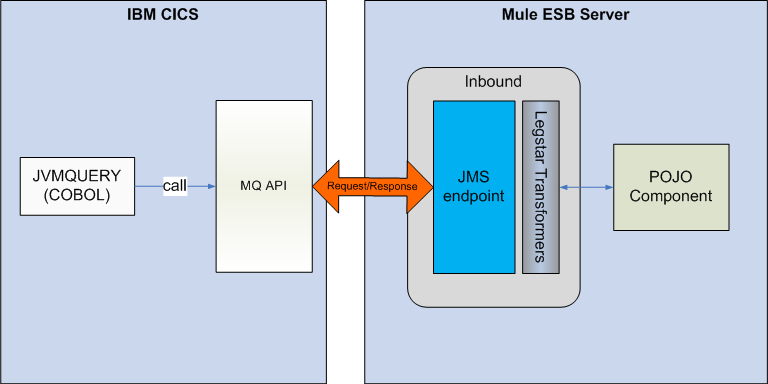 IBM CICS
JVMQUERY
(COBOL)
call
MQ API
Request/Response
Mule ESB Server
Inbound
JMS
endpoint
Legstar Transformers
POJO
Component